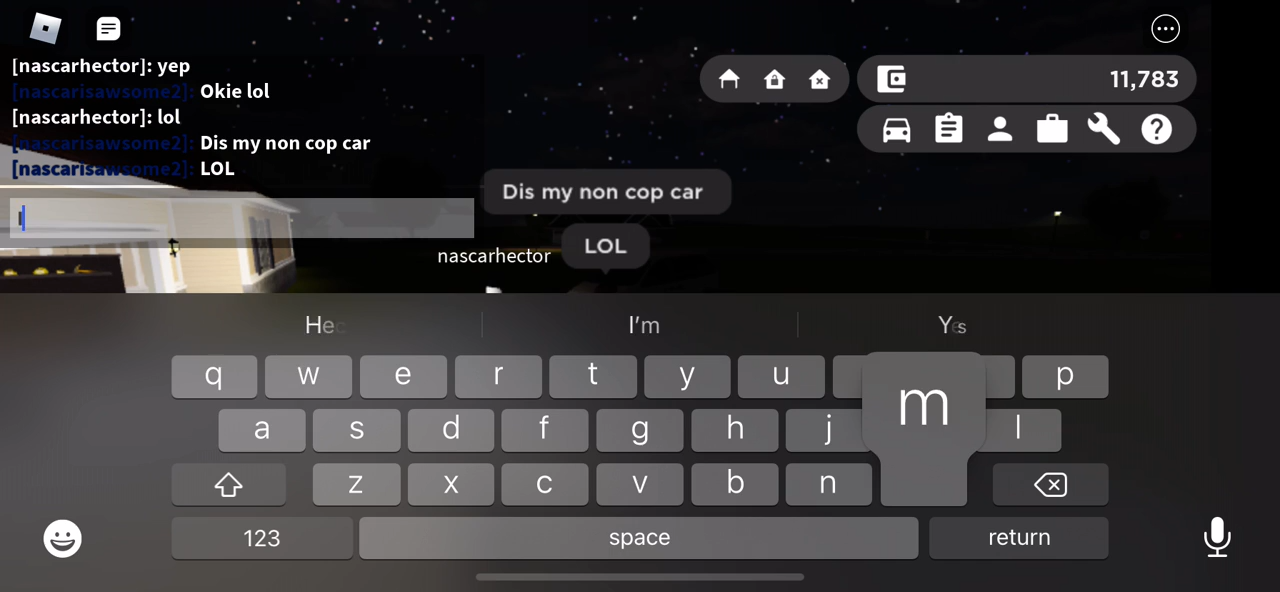 [nascarhector]: yep
[nascarisawsome2]: Okie lol
[nascarhector]: lol
[nascarisawsome2]: Dis my non cop car
[nascarisawsome2]: LOL
11,783
Dis my non cop car
LOL
nascarhector
I'm
q w e r t y u p
a s d f g h j l
m
z x c v b n
123 space return